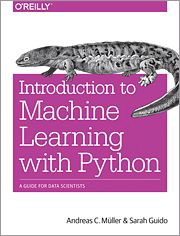 O'REILLY®
Introduction to
Machine
Learning
with Python
A GUIDE FOR DATA SCIENTISTS
Andreas C. Müller & Sarah Guido